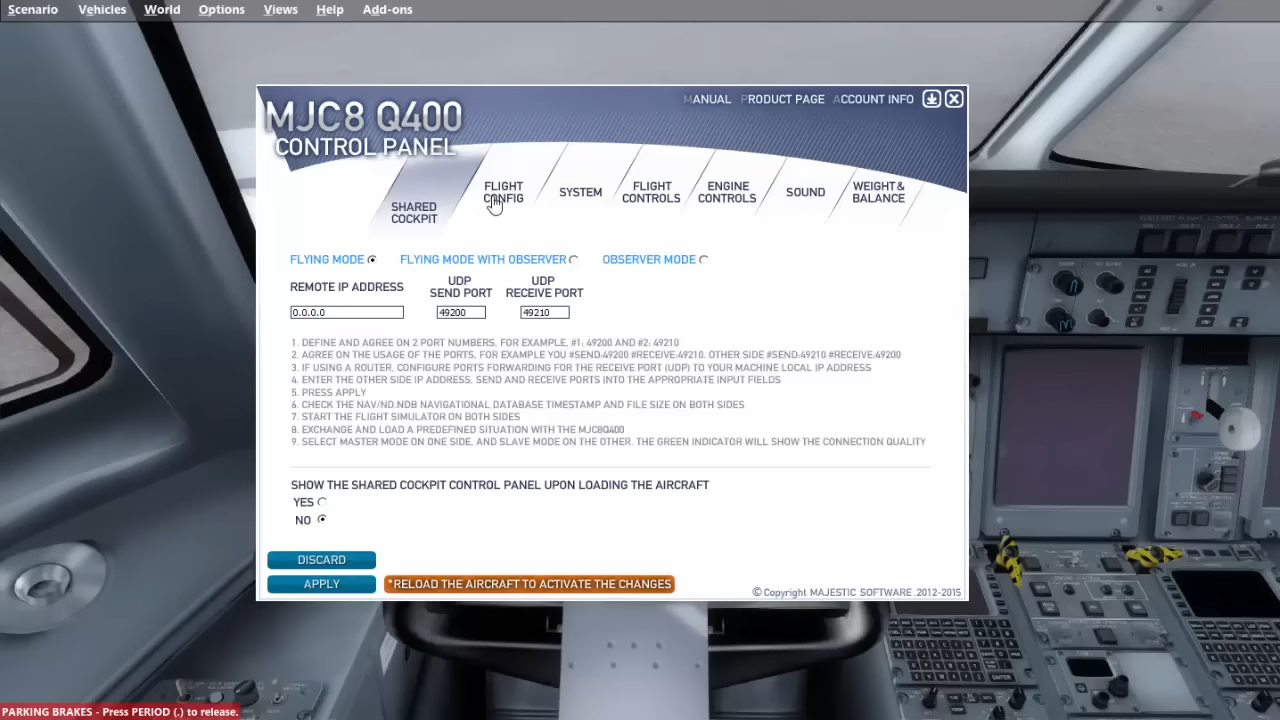 Scenario Vehicles World Options Views Help Add-ons
MANUAL PRODUCT PAGE ACCOUNT INFO
MJC8 Q400
CONTROL PANEL
SHARED COCKPIT
FLIGHT CONFIG
SYSTEM
FLIGHT CONTROLS
ENGINE CONTROLS
SOUND
WEIGHT & BALANCE
FLYING MODE FLYING MODE WITH OBSERVER OBSERVER MODE
REMOTE IP ADDRESS
UDP SEND PORT
UDP RECEIVE PORT
0.0.0.0 49200 49210
1. DEFINE AND AGREE ON 2 PORT NUMBERS, FOR EXAMPLE, #1: 49200 AND #2: 49210
2. AGREE ON THE USAGE OF THE PORTS, FOR EXAMPLE YOU #SEND:49200 #RECEIVE:49210. OTHER SIDE #SEND:49210 #RECEIVE:49200
3. IF USING A ROUTER, CONFIGURE PORTS FORWARDING FOR THE RECEIVE PORT (UDP) TO YOUR MACHINE LOCAL IP ADDRESS
4. ENTER THE OTHER SIDE IP ADDRESS, SEND AND RECEIVE PORTS INTO THE APPROPRIATE INPUT FIELDS
5. PRESS APPLY
6. CHECK THE NAV/ND.NDB NAVIGATIONAL DATABASE TIMESTAMP AND FILE SIZE ON BOTH SIDES
7. START THE FLIGHT SIMULATOR ON BOTH SIDES
8. EXCHANGE AND LOAD A PREDEFINED SITUATION WITH THE MJC8Q400
9. SELECT MASTER MODE ON ONE SIDE, AND SLAVE MODE ON THE OTHER. THE GREEN INDICATOR WILL SHOW THE CONNECTION QUALITY
SHOW THE SHARED COCKPIT CONTROL PANEL UPON LOADING THE AIRCRAFT
YES
NO
DISCARD
APPLY
*RELOAD THE AIRCRAFT TO ACTIVATE THE CHANGES
© Copyright MAJESTIC SOFTWARE 2012-2015
PARKING BRAKES - Press PERIOD (.) to release.